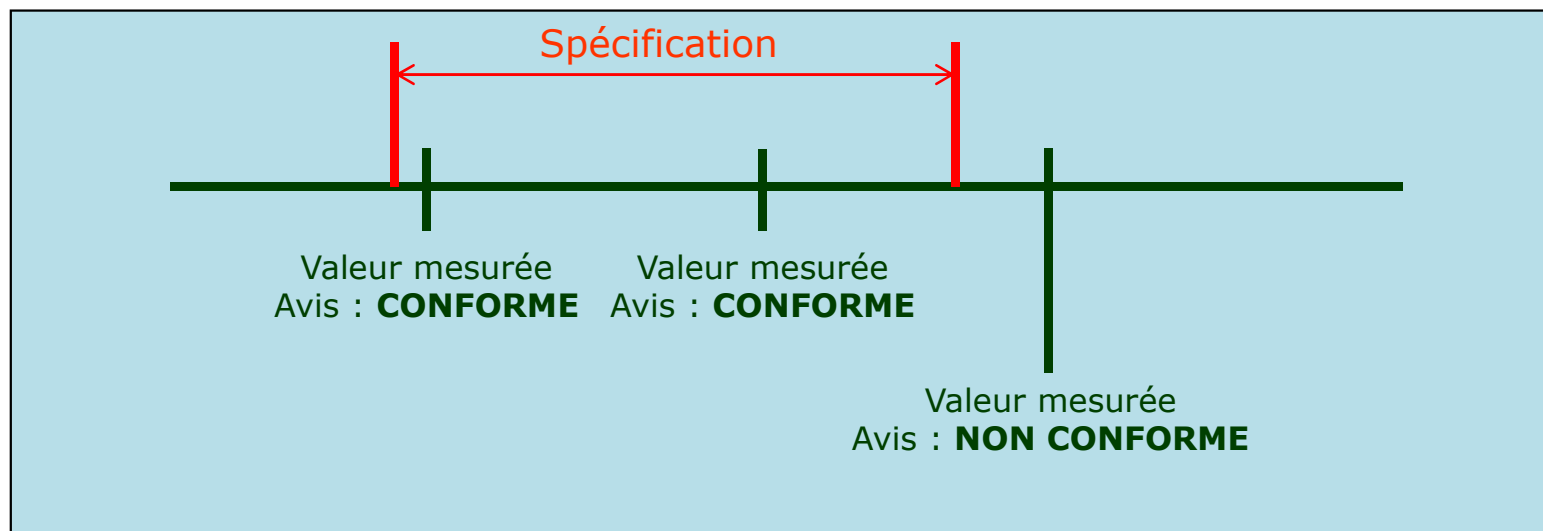 Spécification
Valeur mesurée
Avis : CONFORME
Valeur mesurée
Avis : CONFORME
Valeur mesurée
Avis : NON CONFORME